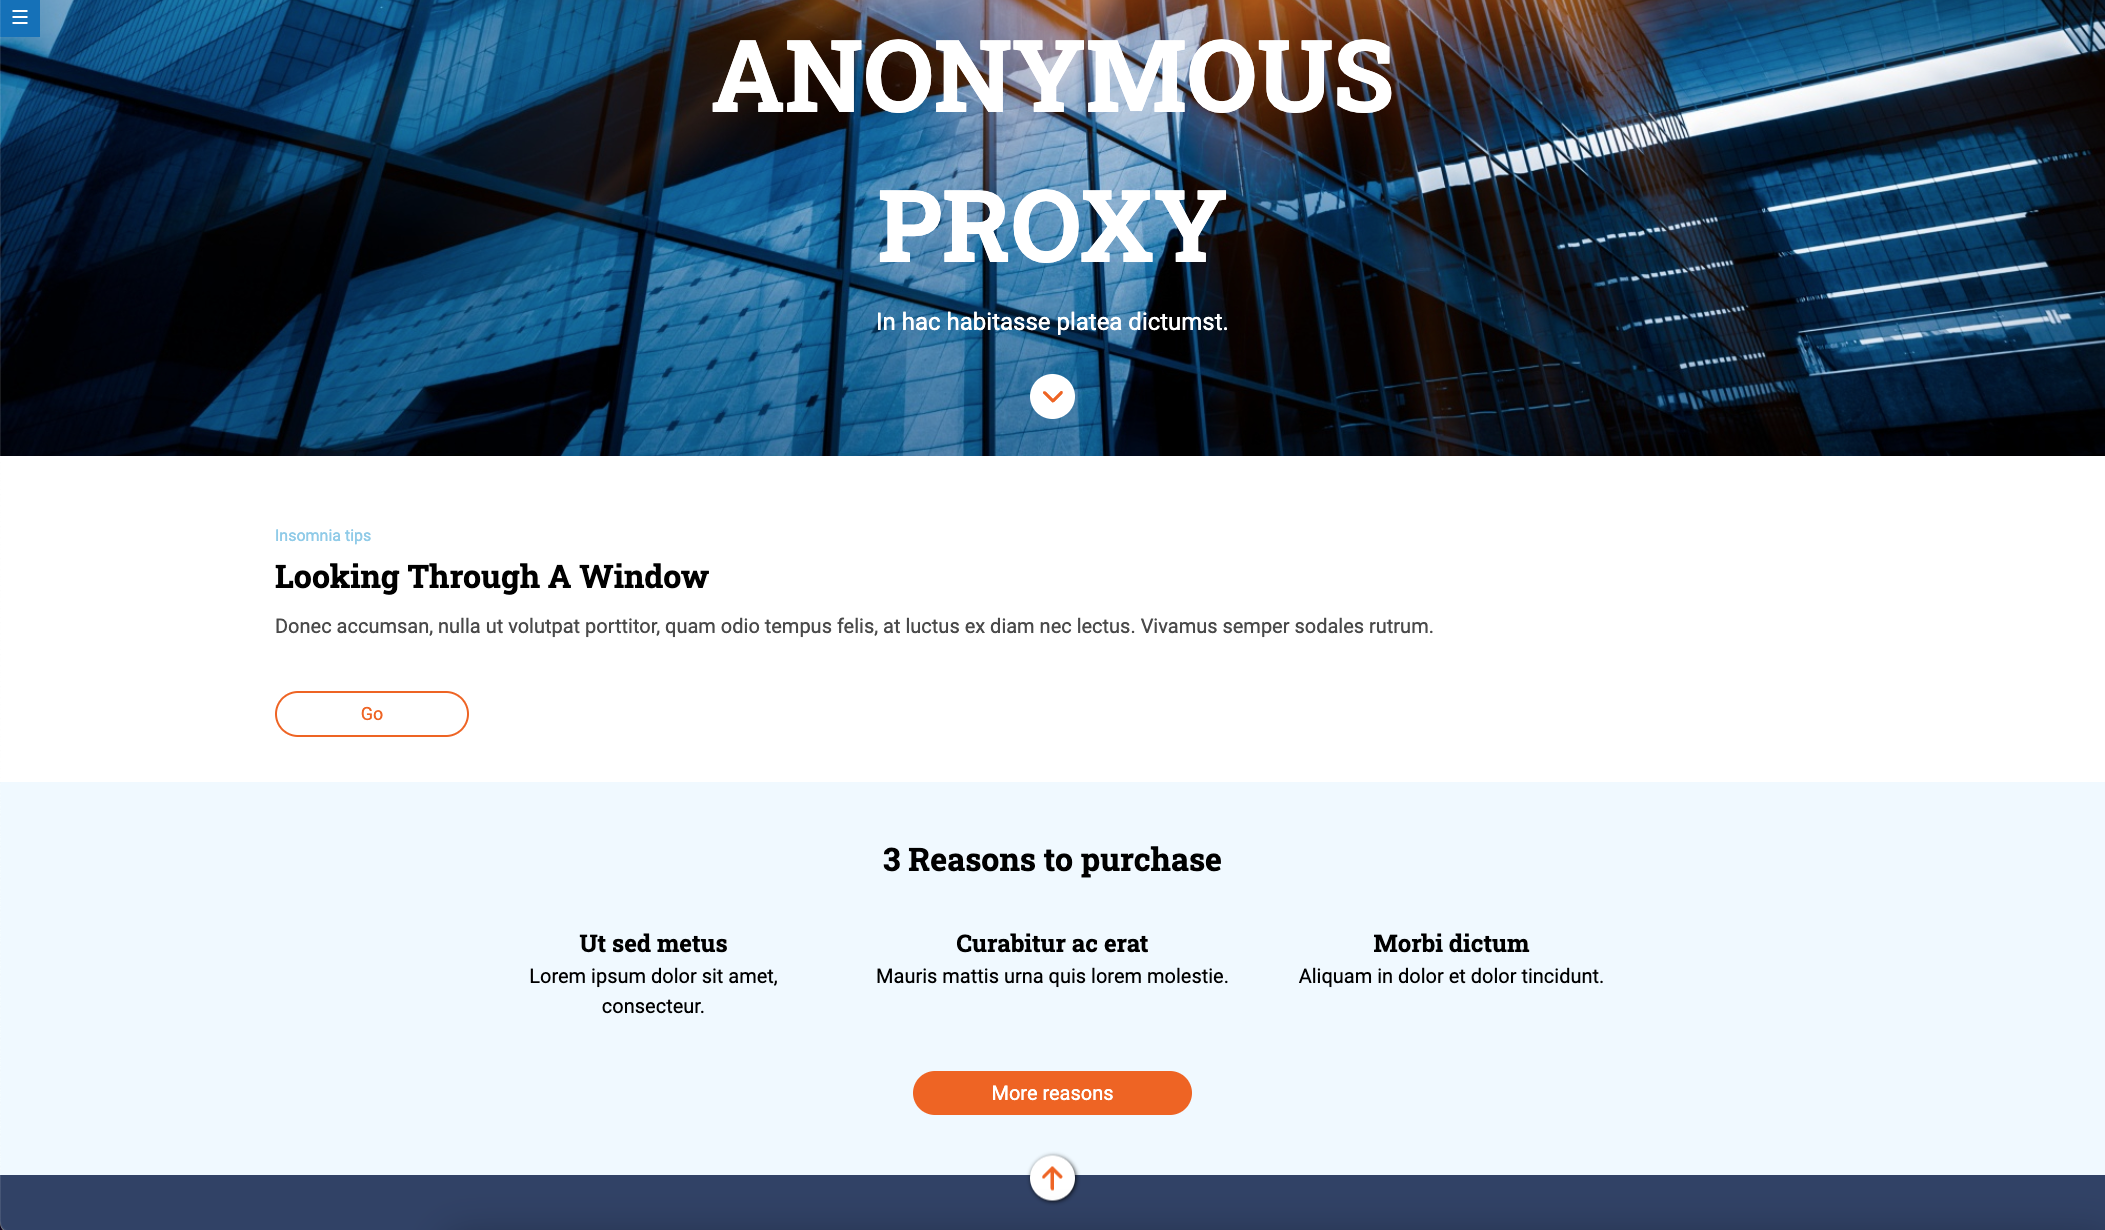 ANONYMOUS
PROXY
In hac habitasse platea dictumst.
Insomnia tips
Looking Through A Window
Donec accumsan, nulla ut volutpat porttitor, quam odio tempus felis, at luctus ex diam nec lectus. Vivamus semper sodales rutrum.
Go
3 Reasons to purchase
Ut sed metus
Lorem ipsum dolor sit amet,
consecteur.
Curabitur ac erat
Mauris mattis urna quis lorem molestie.
Morbi dictum
Aliquam in dolor et dolor tincidunt.
More reasons